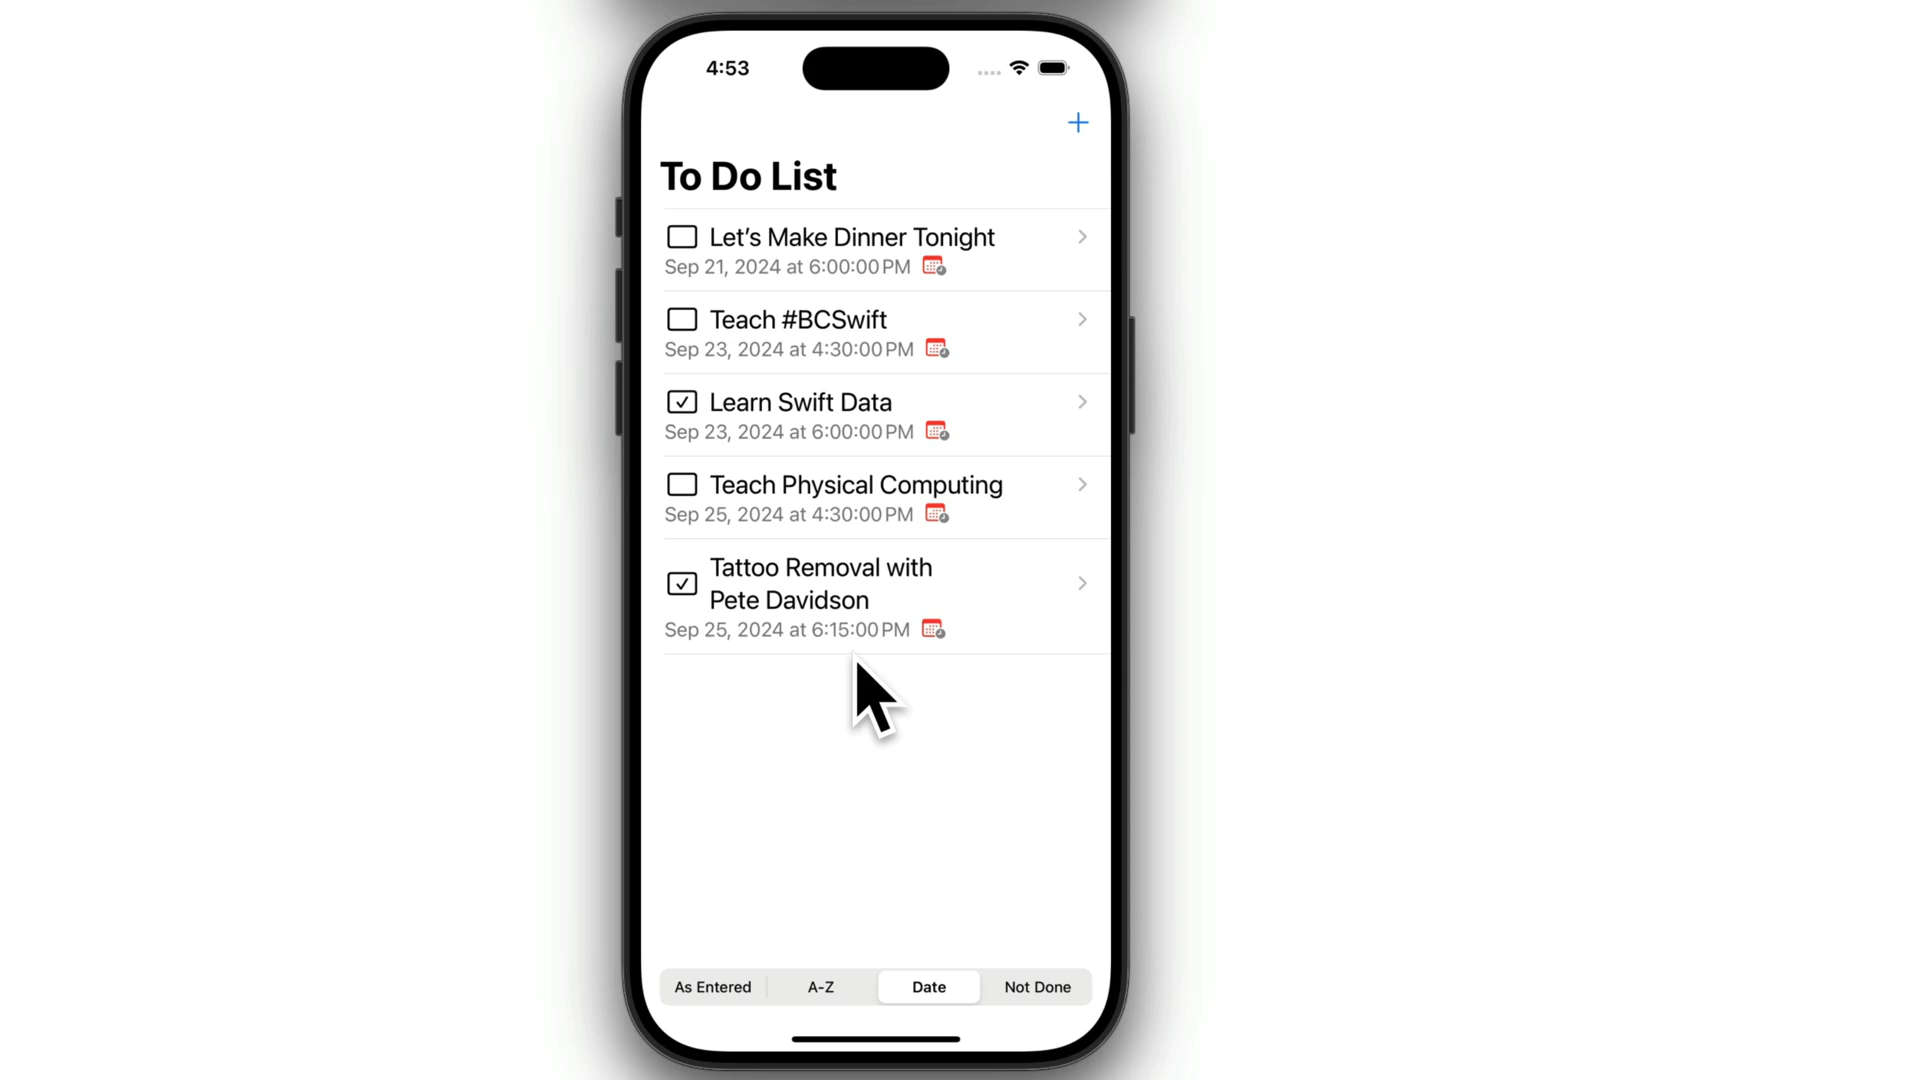 4:53
To Do List
Let's Make Dinner Tonight
Sep 21, 2024 at 6:00:00 PM
Teach #BCSwift
Sep 23, 2024 at 4:30:00 PM
Learn Swift Data
Sep 23, 2024 at 6:00:00 PM
Teach Physical Computing
Sep 25, 2024 at 4:30:00 PM
Tattoo Removal with
Pete Davidson
Sep 25, 2024 at 6:15:00 PM
As Entered A-Z Date Not Done